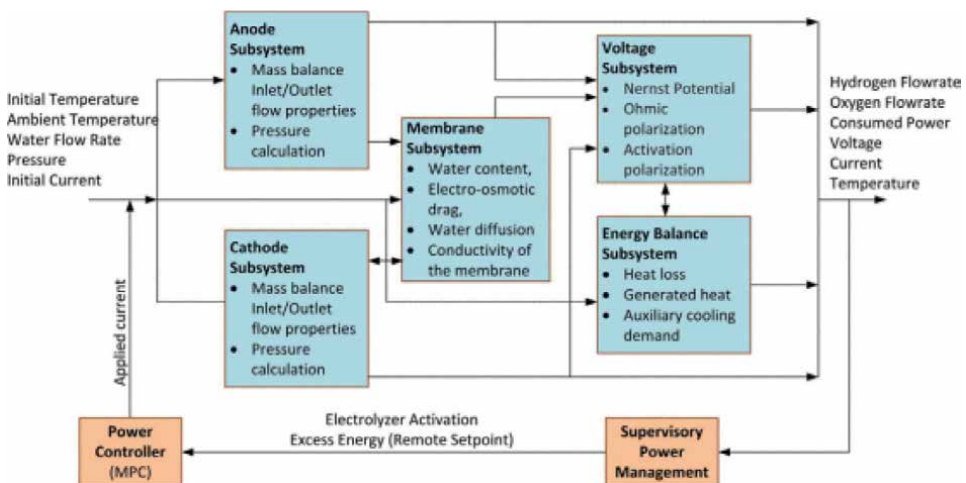 Initial Temperature
Ambient Temperature
Water Flow Rate
Pressure
Initial Current
Anode
Subsystem
• Mass balance
Inlet/Outlet
flow properties
• Pressure
calculation
Cathode
Subsystem
• Mass balance
Inlet/Outlet
flow properties
• Pressure
calculation
Membrane
Subsystem
• Water content,
• Electro-osmotic
drag,
• Water diffusion
• Conductivity of
the membrane
Voltage
Subsystem
• Nernst Potential
• Ohmic
polarization
• Activation
polarization
Energy Balance
Subsystem
• Heat loss
• Generated heat
• Auxiliary cooling
demand
Hydrogen Flowrate
Oxygen Flowrate
Consumed Power
Voltage
Current
Temperature
Applied current
Power
Controller
(MPC)
Electrolyzer Activation
Excess Energy (Remote Setpoint)
Supervisory
Power
Management